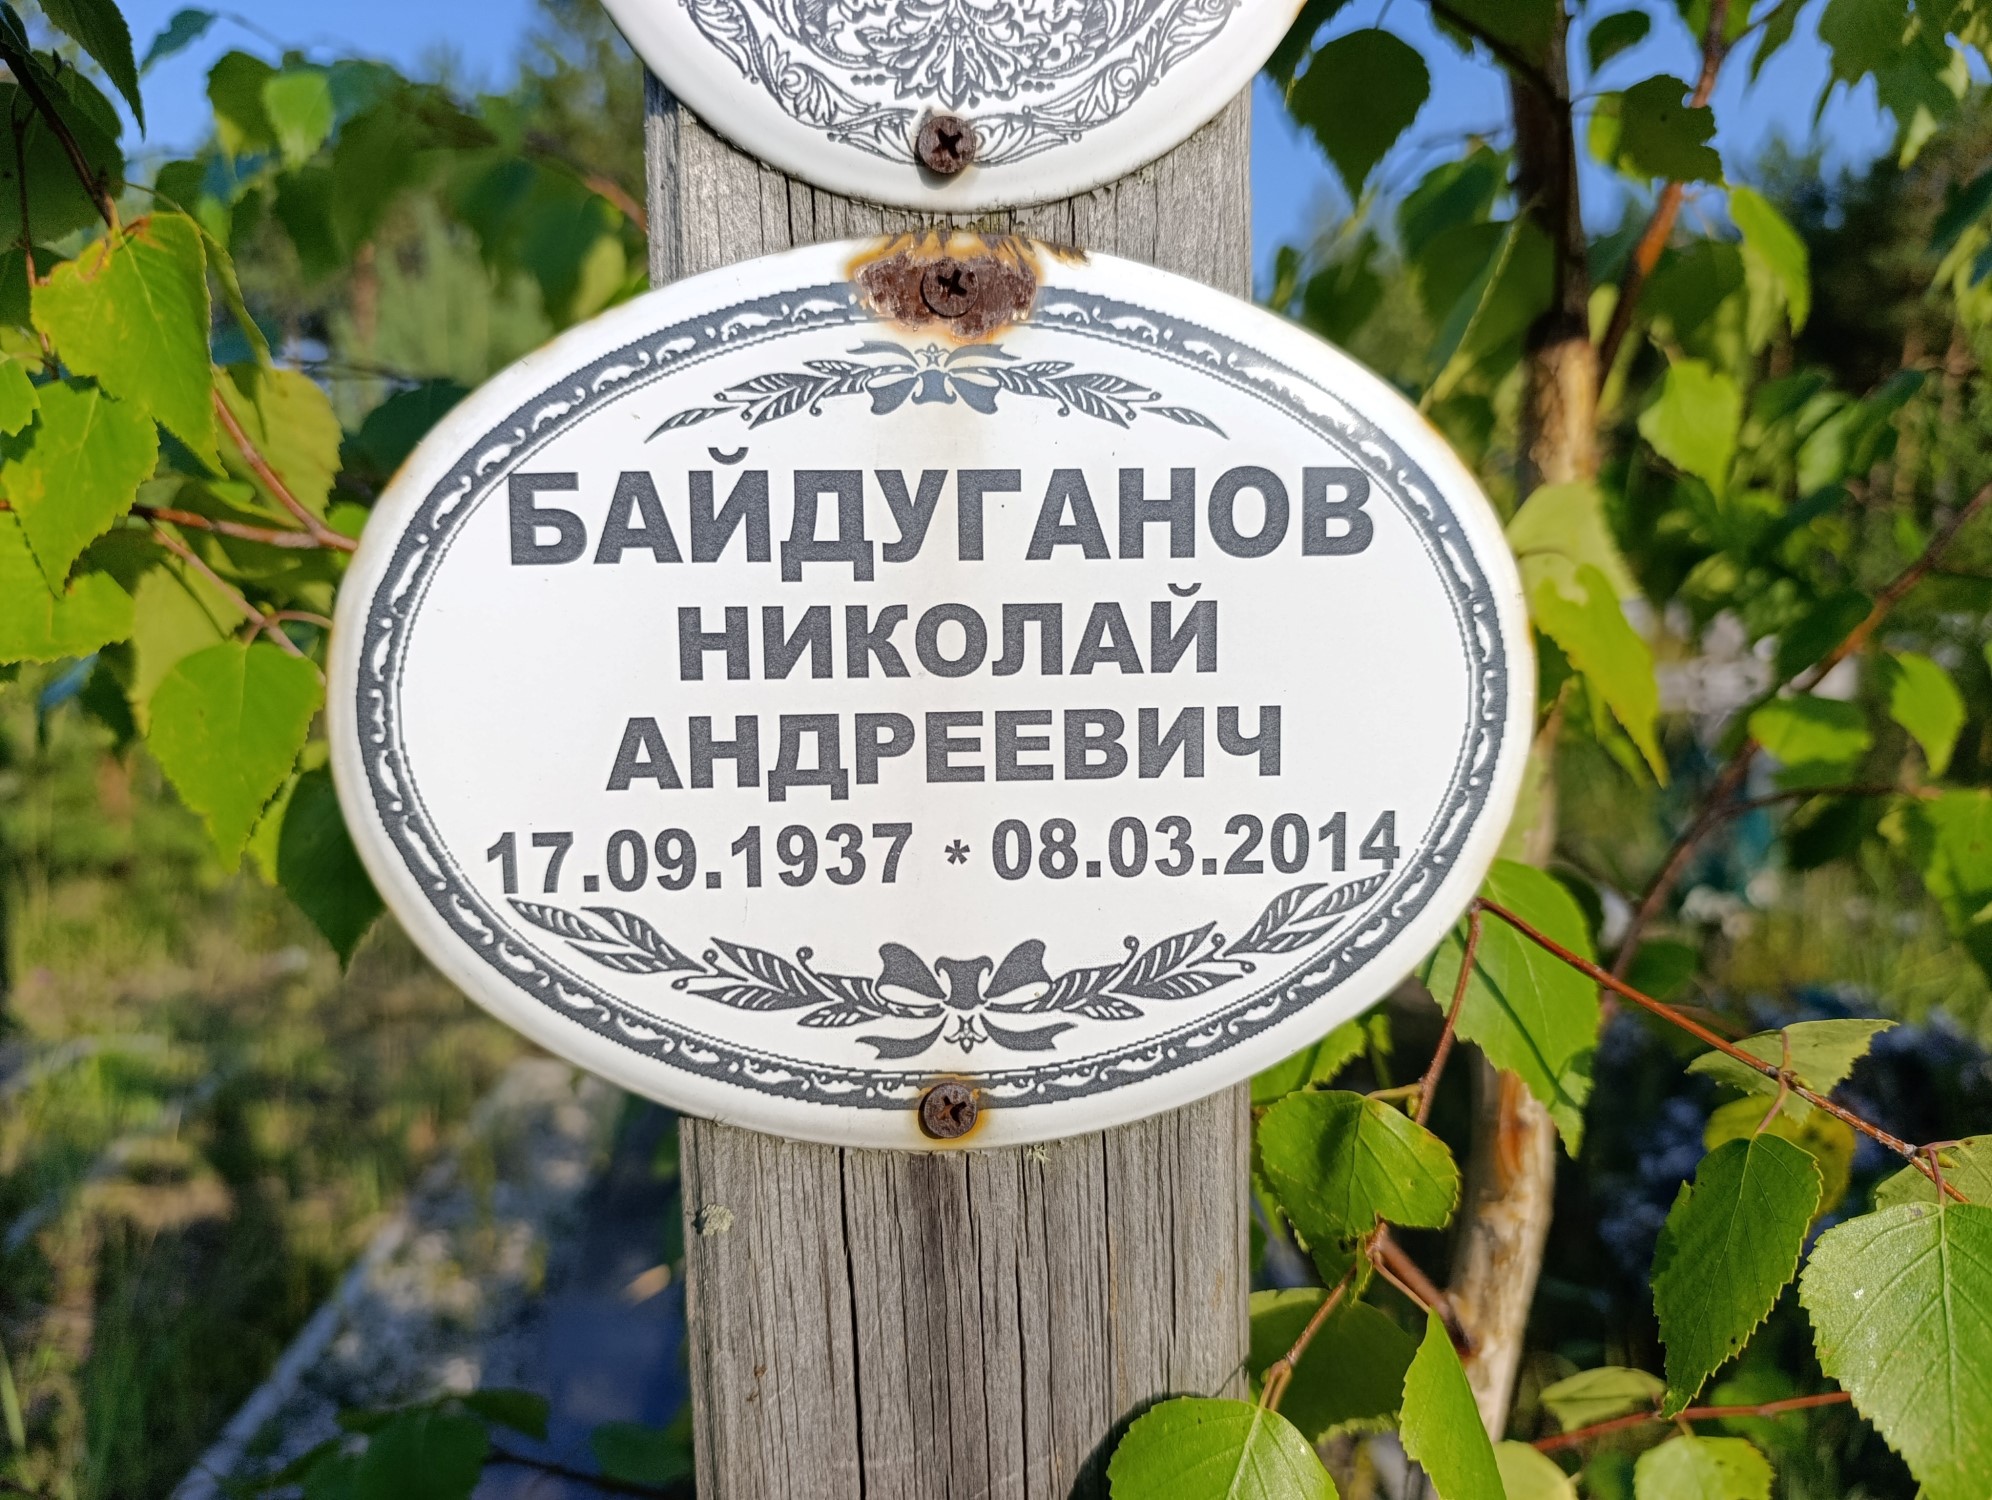 БАЙДУГАНОВ
НИКОЛАЙ
АНДРЕЕВИЧ
17.09.1937 * 08.03.2014